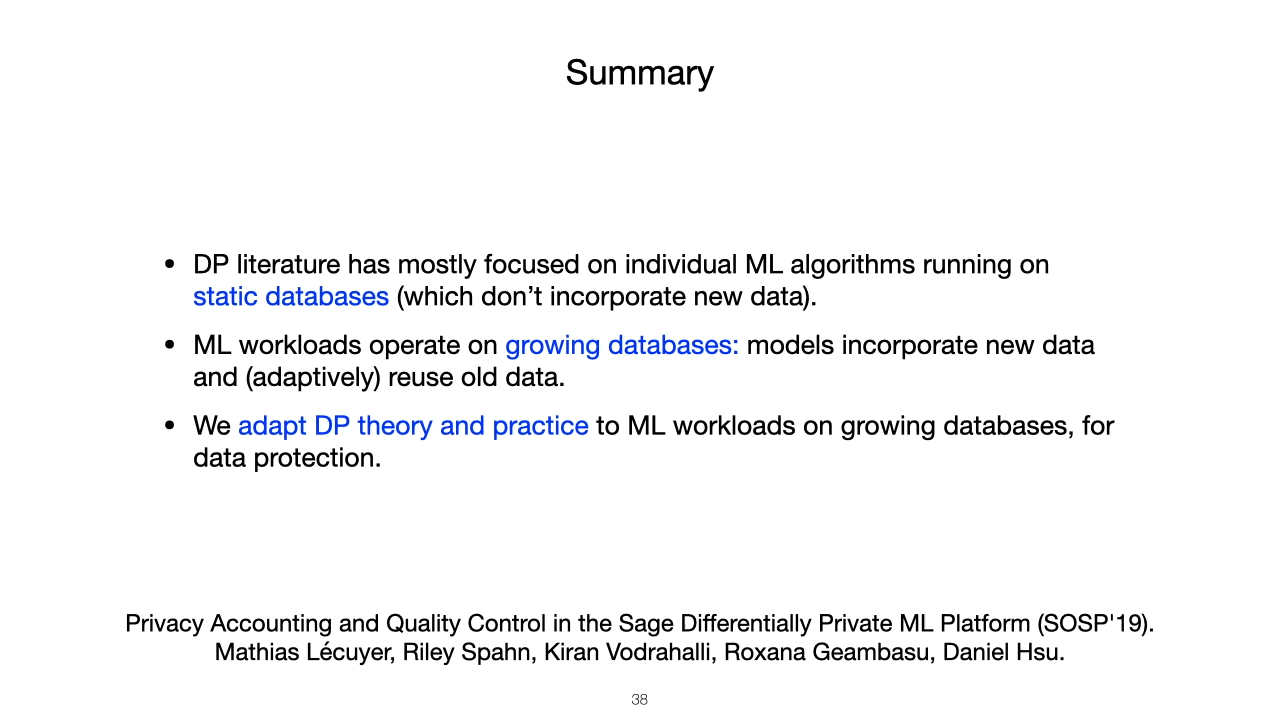 Summary
• DP literature has mostly focused on individual ML algorithms running on
static databases (which don’t incorporate new data).
• ML workloads operate on growing databases: models incorporate new data
and (adaptively) reuse old data.
• We adapt DP theory and practice to ML workloads on growing databases, for
data protection.
Privacy Accounting and Quality Control in the Sage Differentially Private ML Platform (SOSP'19).
Mathias Lécuyer, Riley Spahn, Kiran Vodrahalli, Roxana Geambasu, Daniel Hsu.
38